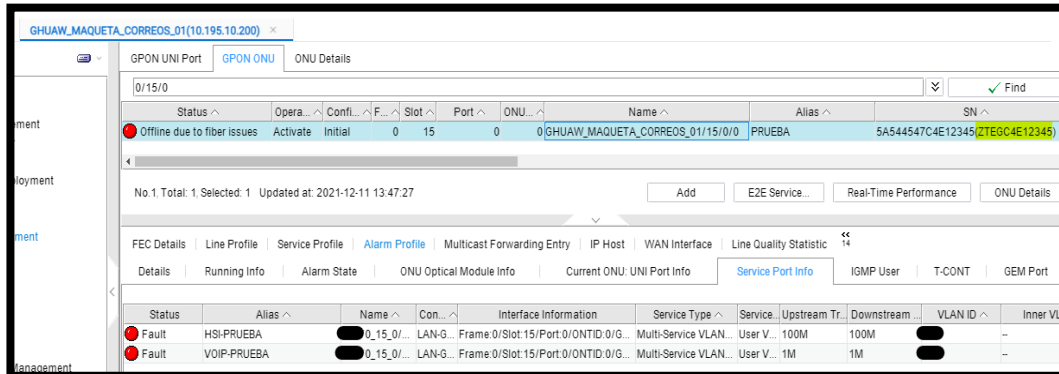 GHUAW_MAQUETA_CORREOS_01(10.195.10.200) ×
GPON UNI Port GPON ONU ONU Details
0/15/0 Find
Status Opera... Confi... F... Slot Port ONU... Name Alias SN
Offline due to fiber issues Activate Initial 0 15 0 0 GHUAW_MAQUETA_CORREOS_01/15/0/0 PRUEBA 5A544547C4E12345(ZTEGC4E12345)
ement
No.1, Total: 1, Selected: 1 Updated at: 2021-12-11 13:47:27 Add E2E Service... Real-Time Performance ONU Details
loyment
ment
FEC Details Line Profile Service Profile Alarm Profile Multicast Forwarding Entry IP Host WAN Interface Line Quality Statistic 14
Details Running Info Alarm State ONU Optical Module Info Current ONU: UNI Port Info Service Port Info IGMP User T-CONT GEM Port
Status Alias Name Con... Interface Information Service Type Service... Upstream Tr... Downstream ... VLAN ID Inner VL
Fault HSI-PRUEBA 0_15_0/... LAN-G... Frame:0/Slot:15/Port:0/ONTID:0/G... Multi-Service VLAN... User V... 100M 100M --
Fault VOIP-PRUEBA 0_15_0/... LAN-G... Frame:0/Slot:15/Port:0/ONTID:0/G... Multi-Service VLAN... User V... 1M 1M --
Management